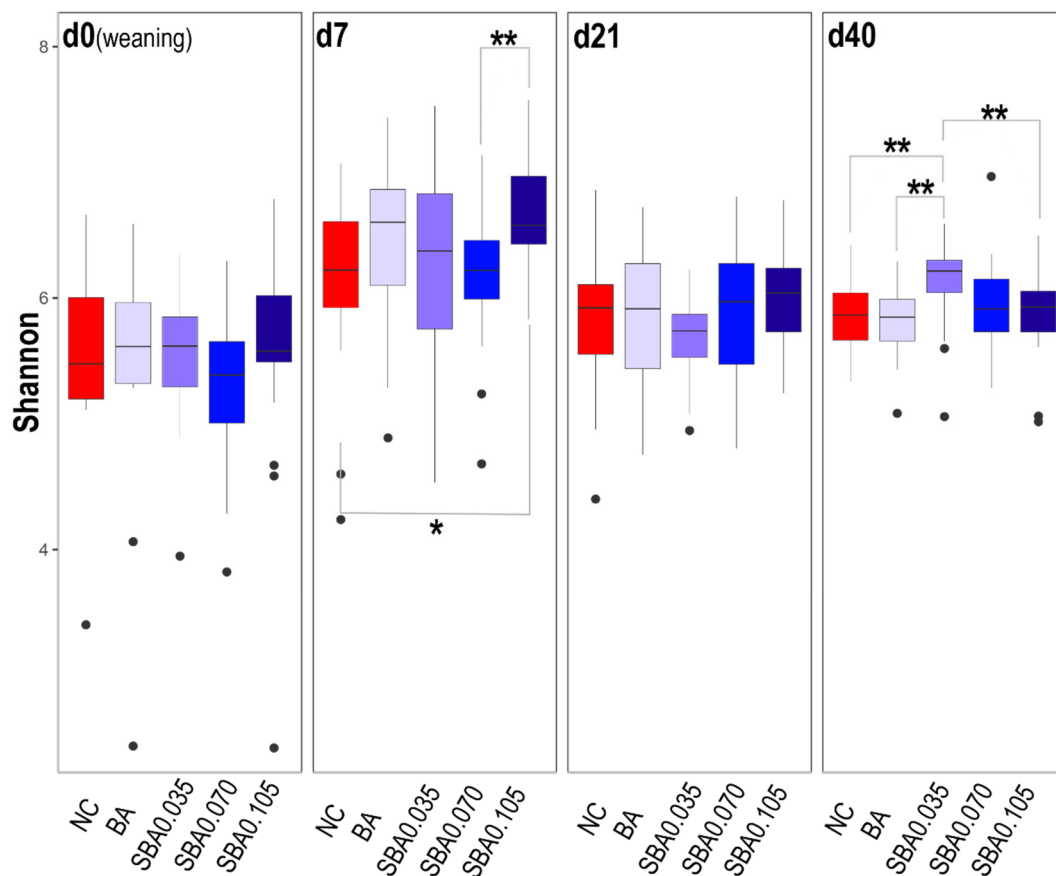 d0(weaning)
d7
d21
d40
**
**
**
**
*
Shannon
8
6
4
NC
BA
SBA0.035
SBA0.070
SBA0.105
NC
BA
SBA0.035
SBA0.070
SBA0.105
NC
BA
SBA0.035
SBA0.070
SBA0.105
NC
BA
SBA0.035
SBA0.070
SBA0.105